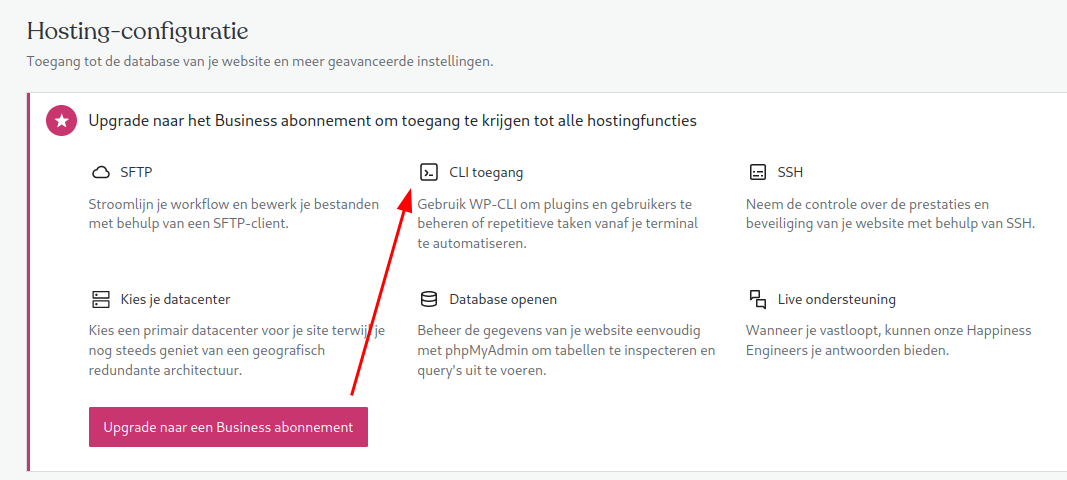 Hosting-configuratie
Toegang tot de database van je website en meer geavanceerde instellingen.
Upgrade naar het Business abonnement om toegang te krijgen tot alle hostingfuncties
SFTP
Stroomlijn je workflow en bewerk je bestanden
met behulp van een SFTP-client.
CLI toegang
Gebruik WP-CLI om plugins en gebruikers te
beheren of repetitieve taken vanaf je terminal
te automatiseren.
SSH
Neem de controle over de prestaties en
beveiliging van je website met behulp van SSH.
Kies je datacenter
Kies een primair datacenter voor je site terwijl je
nog steeds geniet van een geografisch
redundante architectuur.
Database openen
Beheer de gegevens van je website eenvoudig
met phpMyAdmin om tabellen te inspecteren en
query's uit te voeren.
Live ondersteuning
Wanneer je vastloopt, kunnen onze Happiness
Engineers je antwoorden bieden.
Upgrade naar een Business abonnement